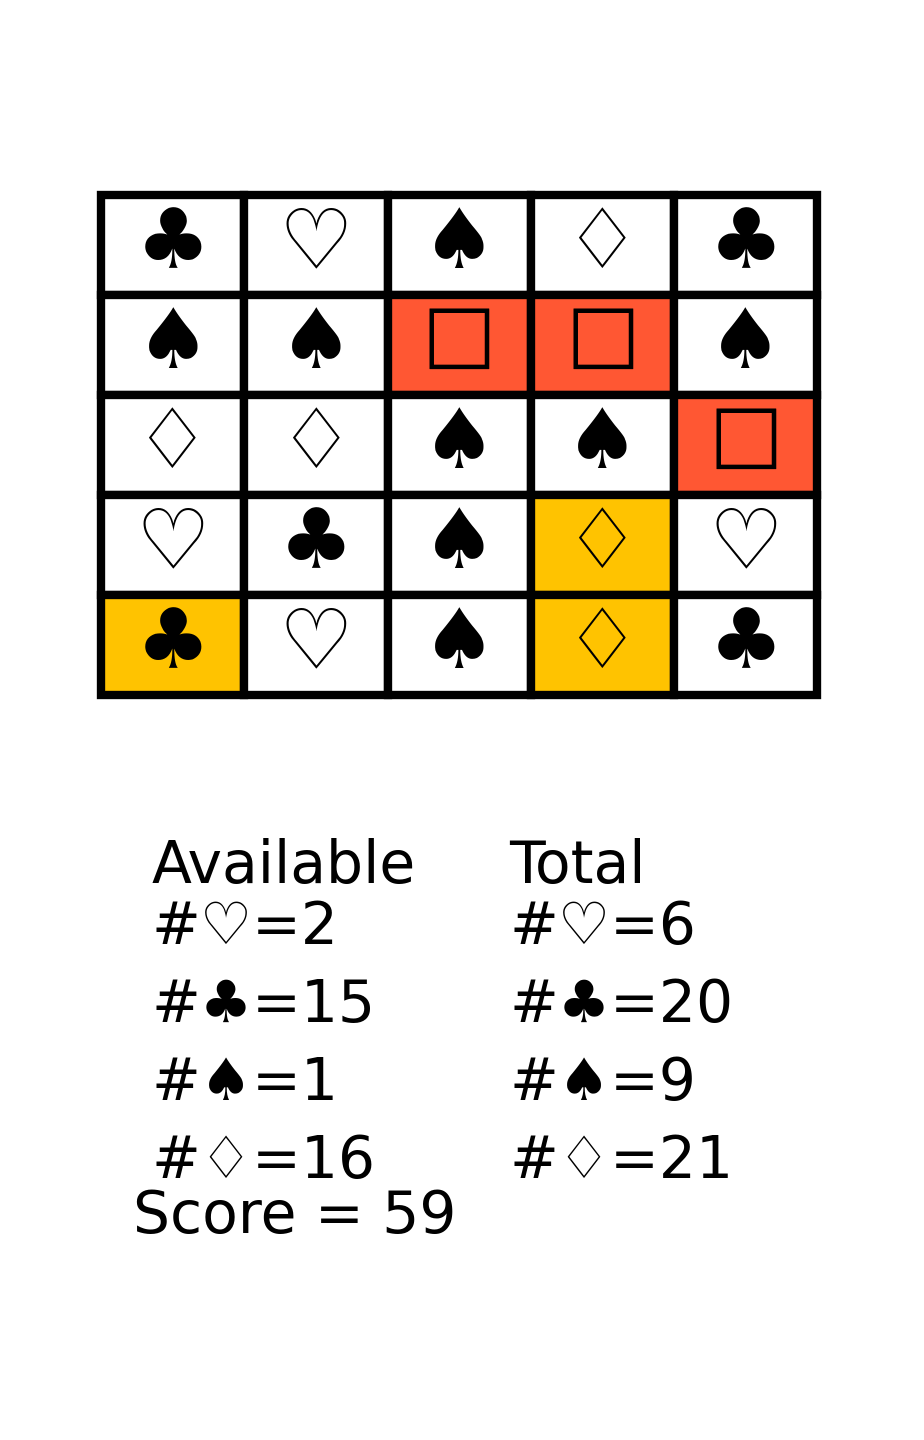 ♣ ♡ ♠ ♢ ♣
♠ ♠ □ □ ♠
♢ ♢ ♠ ♠ □
♡ ♣ ♠ ♢ ♡
♣ ♡ ♠ ♢ ♣
Available Total
#♡=2 #♡=6
#♣=15 #♣=20
#♠=1 #♠=9
#♢=16 #♢=21
Score = 59